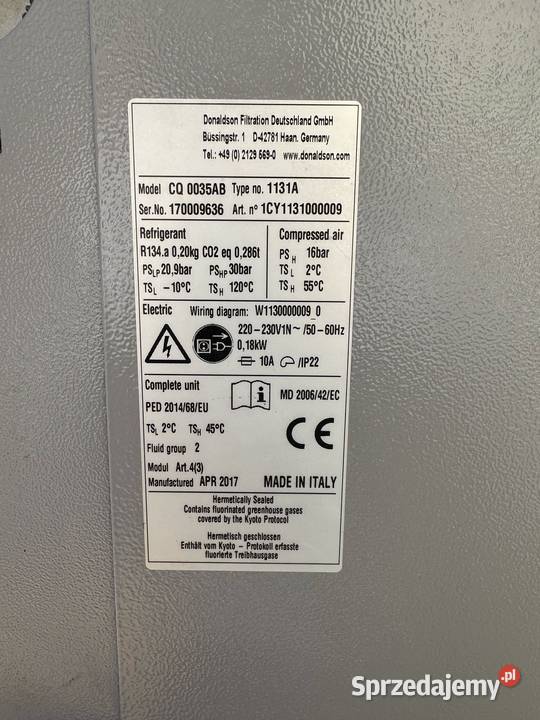 Donaldson Filtration Deutschland GmbH
Büssingstr. 1 D-42781 Haan. Germany
Tel.: +49 (0) 2129 569-0 www.donaldson.com
Model CQ 0035AB Type no. 1131A
Ser.No. 170009636 Art. n° 1CY1131000009
Refrigerant
R134.a 0,20kg CO2 eq 0,286t
PSLP 20,9bar PSHP 30bar
TSL -10°C TSH 120°C
Compressed air
PSH 16bar
TSL 2°C
TSH 55°C
Electric Wiring diagram: W1130000009_0
220-230V1N~/50-60Hz
0,18kW
10A /IP22
Complete unit
PED 2014/68/EU
MD 2006/42/EC
TSL 2°C TSH 45°C
Fluid group 2
CE
Modul Art.4(3)
Manufactured APR 2017 MADE IN ITALY
Hermetically Sealed
Contains fluorinated greenhouse gases
covered by the Kyoto Protocol
Hermetisch geschlossen
Enthält vom Kyoto - Protokoll erfasste
fluorierte Treibhausgase
Sprzedajemy.pl